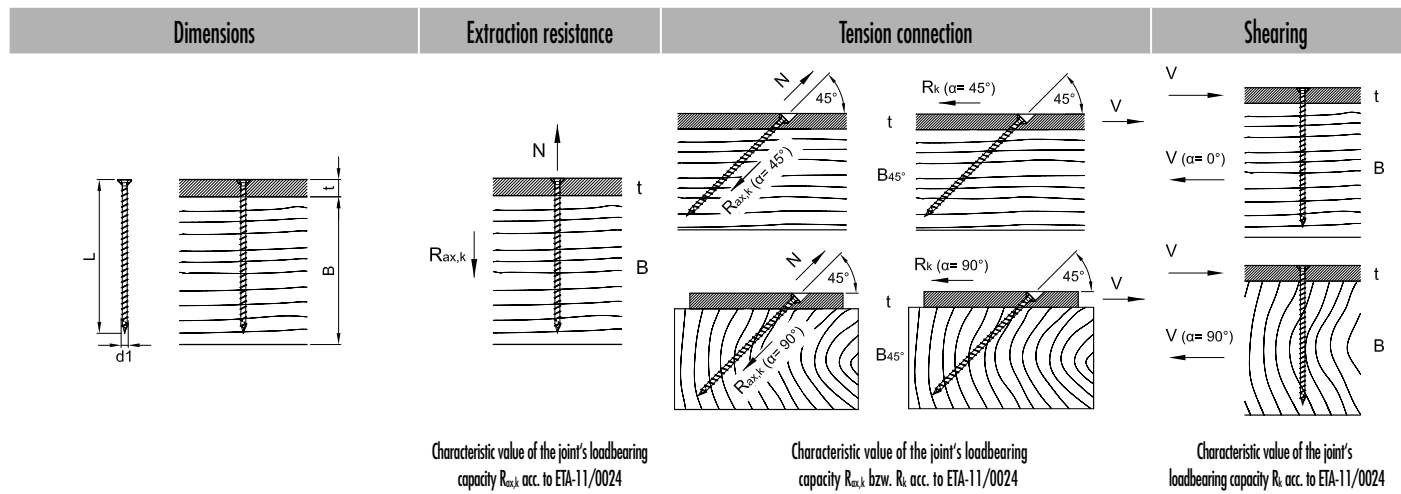 Dimensions
Extraction resistance
Tension connection
Shearing
L
d1
t
B
N
Rax,k
t
B
N
45°
Rax,k (α= 45°)
t
B45°
Rk (α= 45°)
45°
V
N
45°
Rax,k (α= 90°)
t
B45°
Rk (α= 90°)
45°
V
V
t
V (α= 0°)
B
V
t
V (α= 90°)
B
Characteristic value of the joint's loadbearing
capacity Rax,k acc. to ETA-11/0024
Characteristic value of the joint's loadbearing
capacity Rax,k bzw. Rk acc. to ETA-11/0024
Characteristic value of the joint's
loadbearing capacity Rk acc. to ETA-11/0024